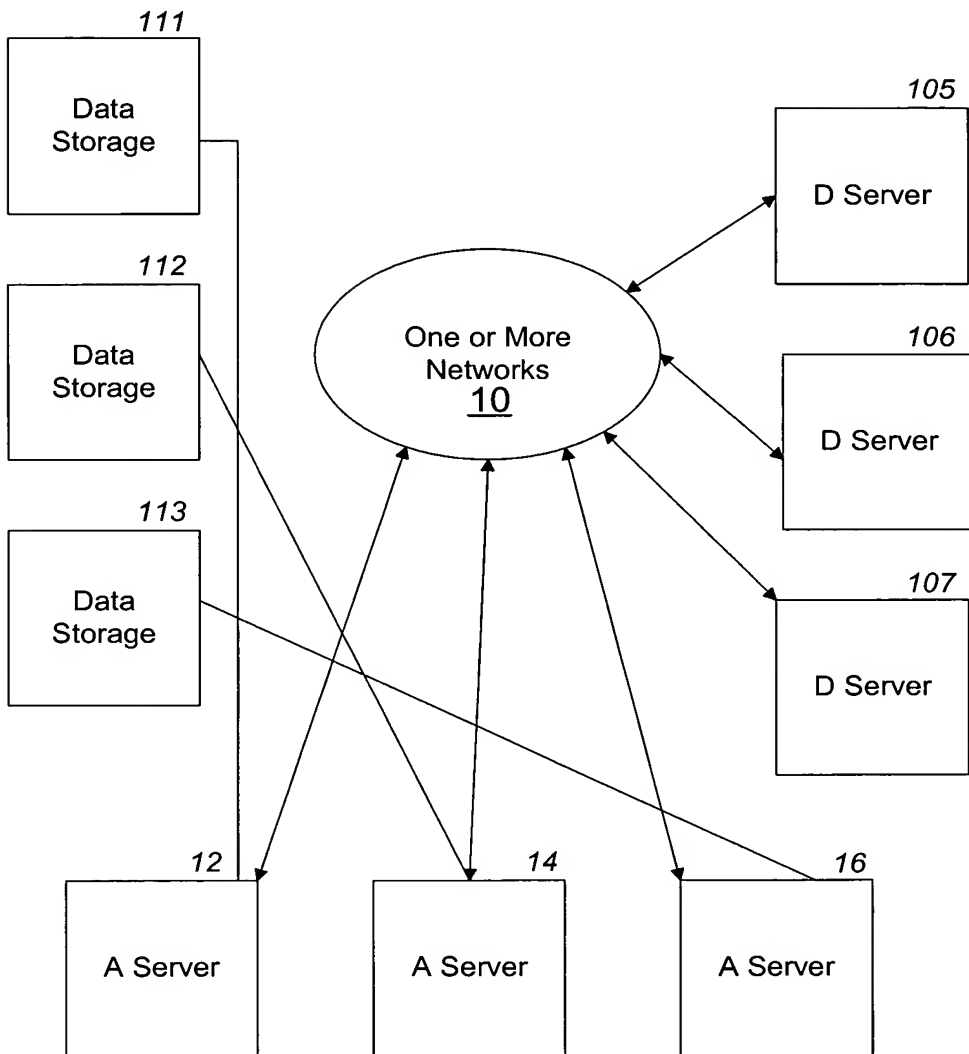 111
Data
Storage
112
Data
Storage
113
Data
Storage
One or More
Networks
10
105
D Server
106
D Server
107
D Server
12
A Server
14
A Server
16
A Server